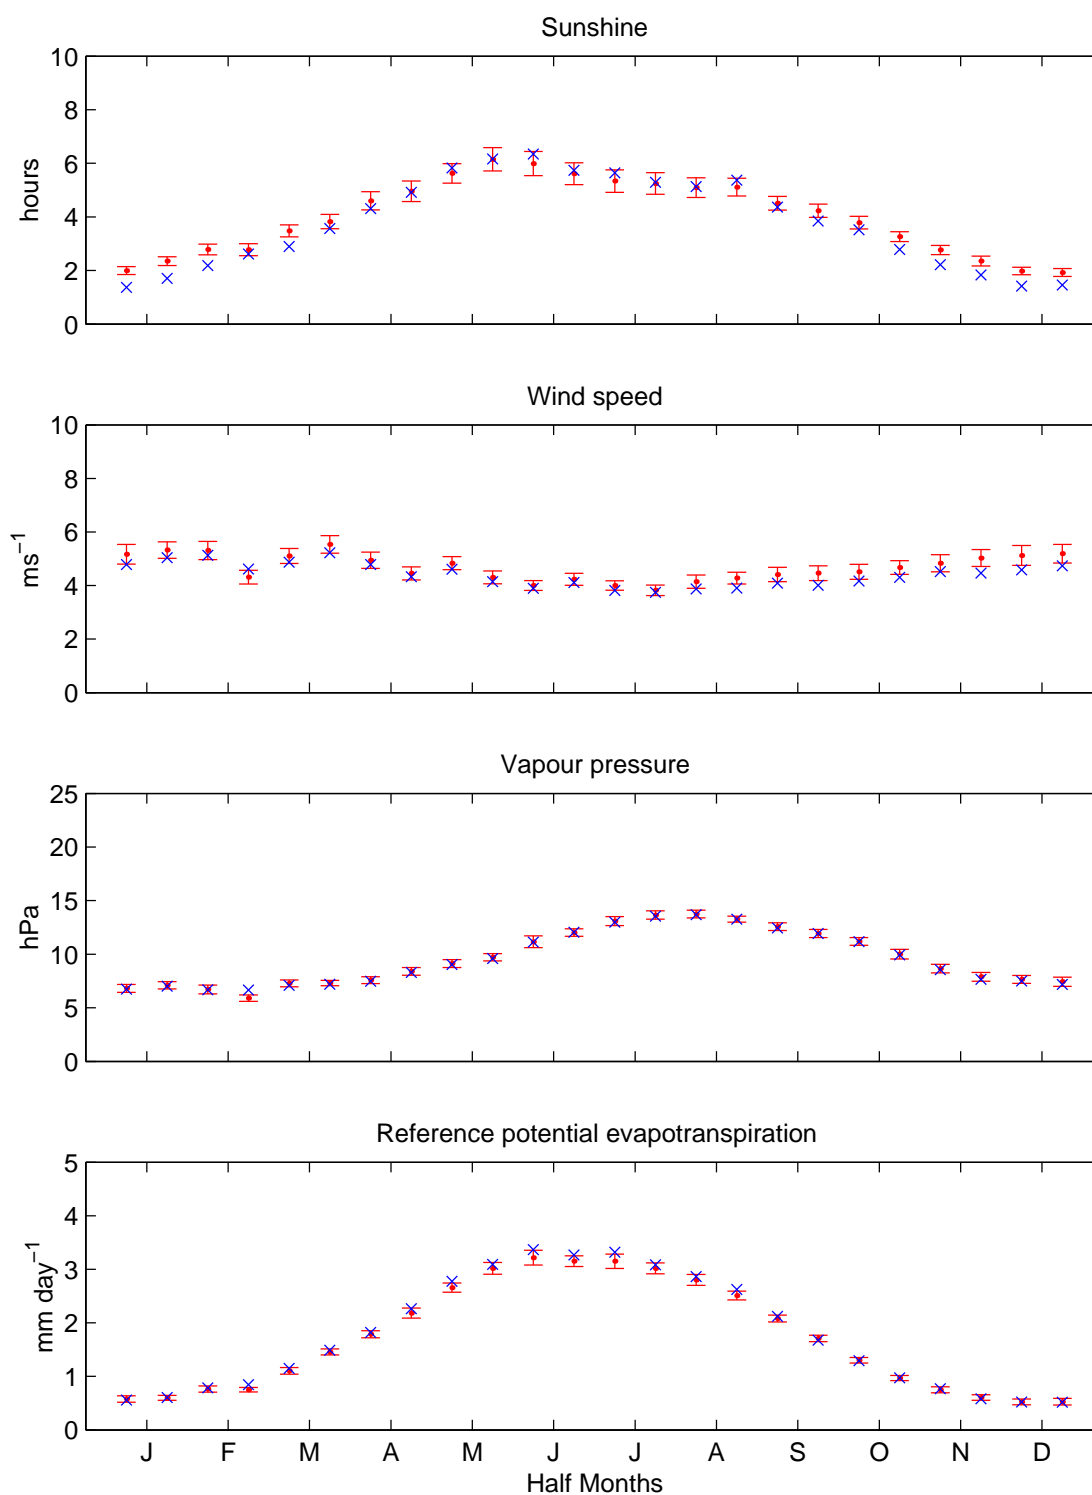 Sunshine
10
8
6
4
2
0
hours
Wind speed
10
8
6
4
2
0
ms⁻¹
Vapour pressure
25
20
15
10
5
0
hPa
Reference potential evapotranspiration
5
4
3
2
1
0
mm day⁻¹
J F M A M J J A S O N D
Half Months